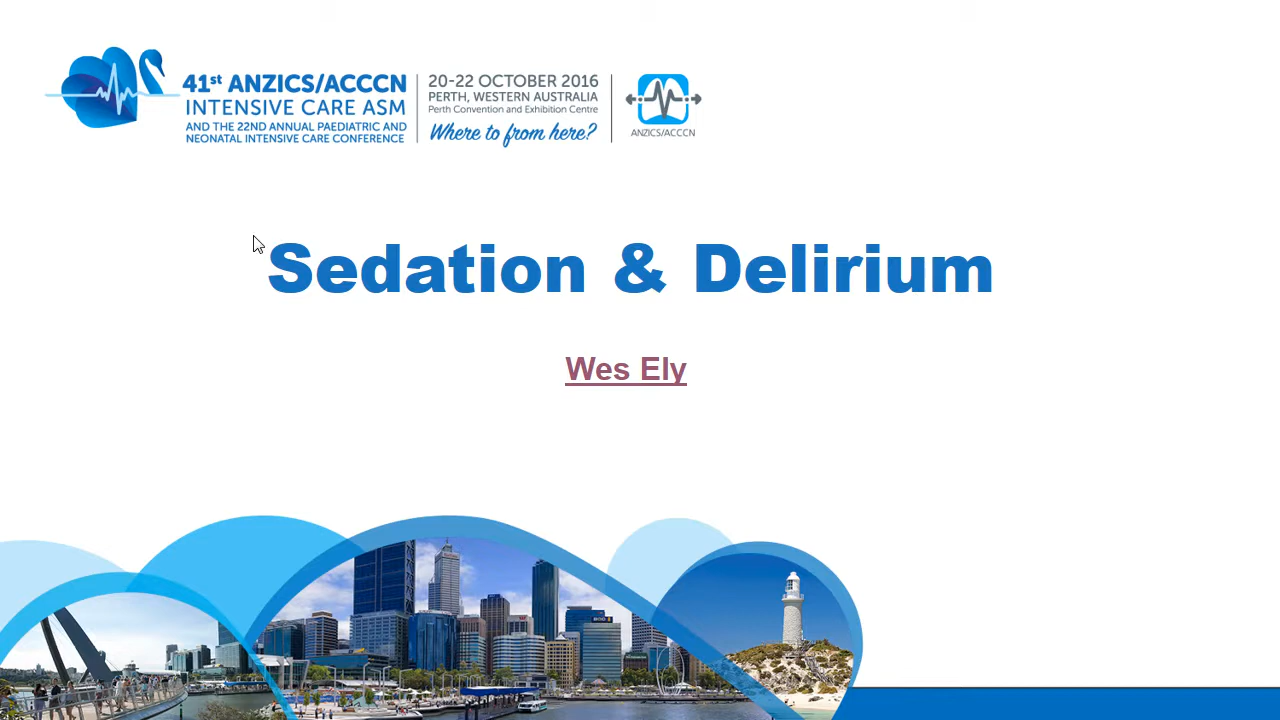 41st ANZICS/ACCCN
INTENSIVE CARE ASM
AND THE 22ND ANNUAL PAEDIATRIC AND
NEONATAL INTENSIVE CARE CONFERENCE
20-22 OCTOBER 2016
PERTH, WESTERN AUSTRALIA
Perth Convention and Exhibition Centre
Where to from here?
ANZICS/ACCCN
Sedation & Delirium
Wes Ely